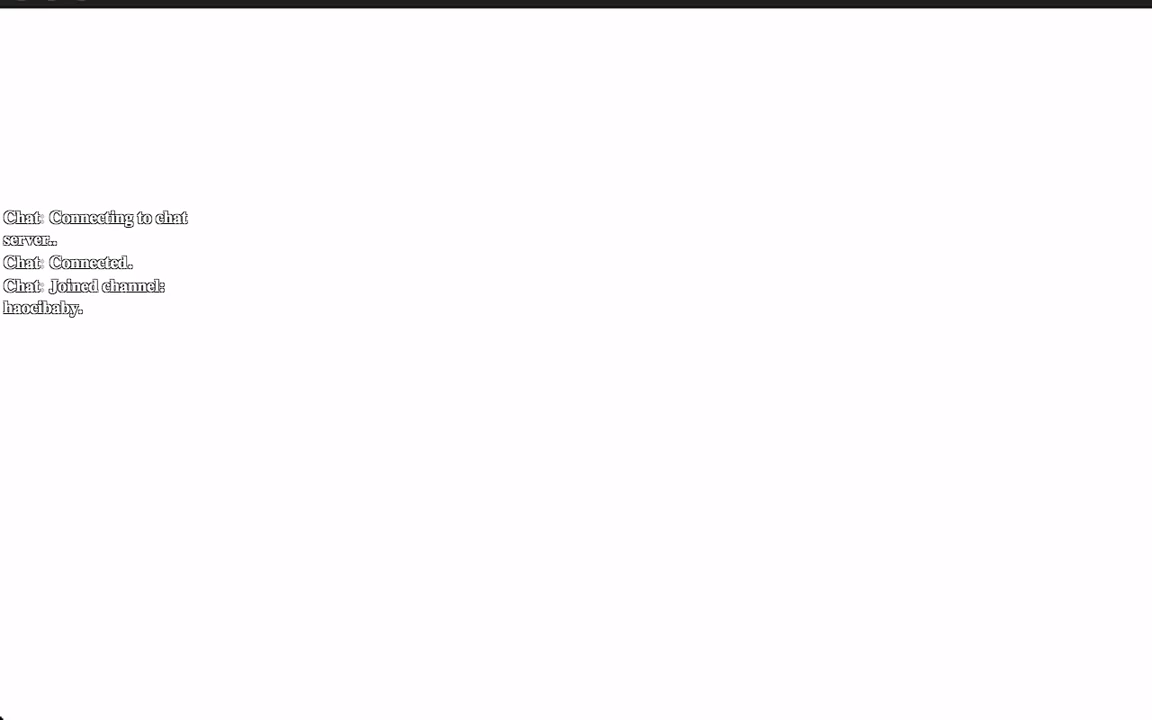 Chat: Connecting to chat
server..
Chat: Connected.
Chat: Joined channel:
haocibaby.